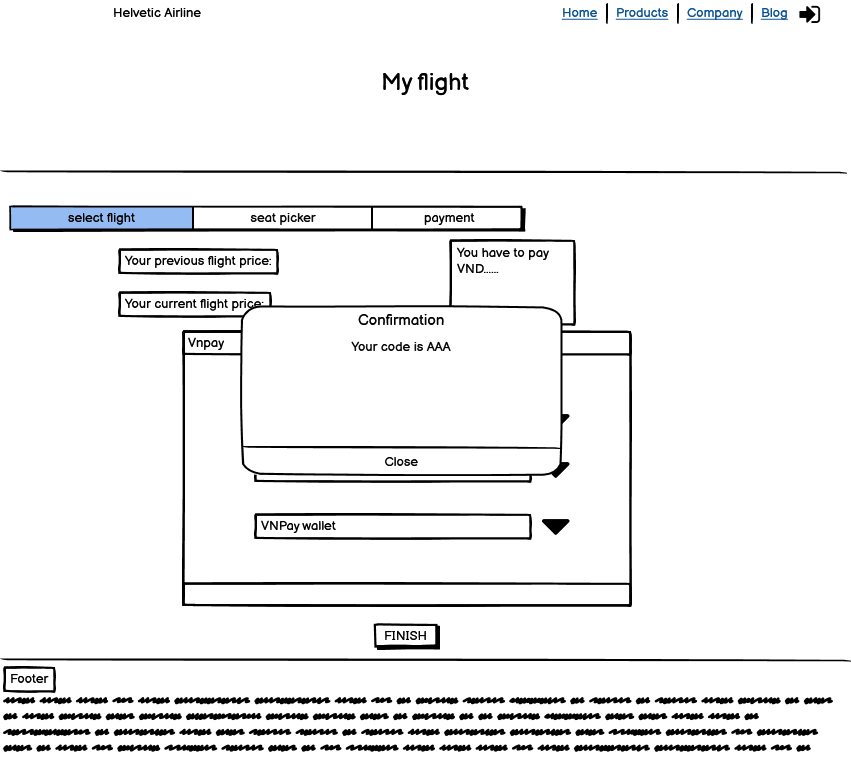 Helvetic Airline
Home
Products
Company
Blog
My flight
select flight
seat picker
payment
Your previous flight price:
You have to pay
VND......
Your current flight price:
Confirmation
Your code is AAA
Vnpay
Close
VNPay wallet
FINISH
Footer